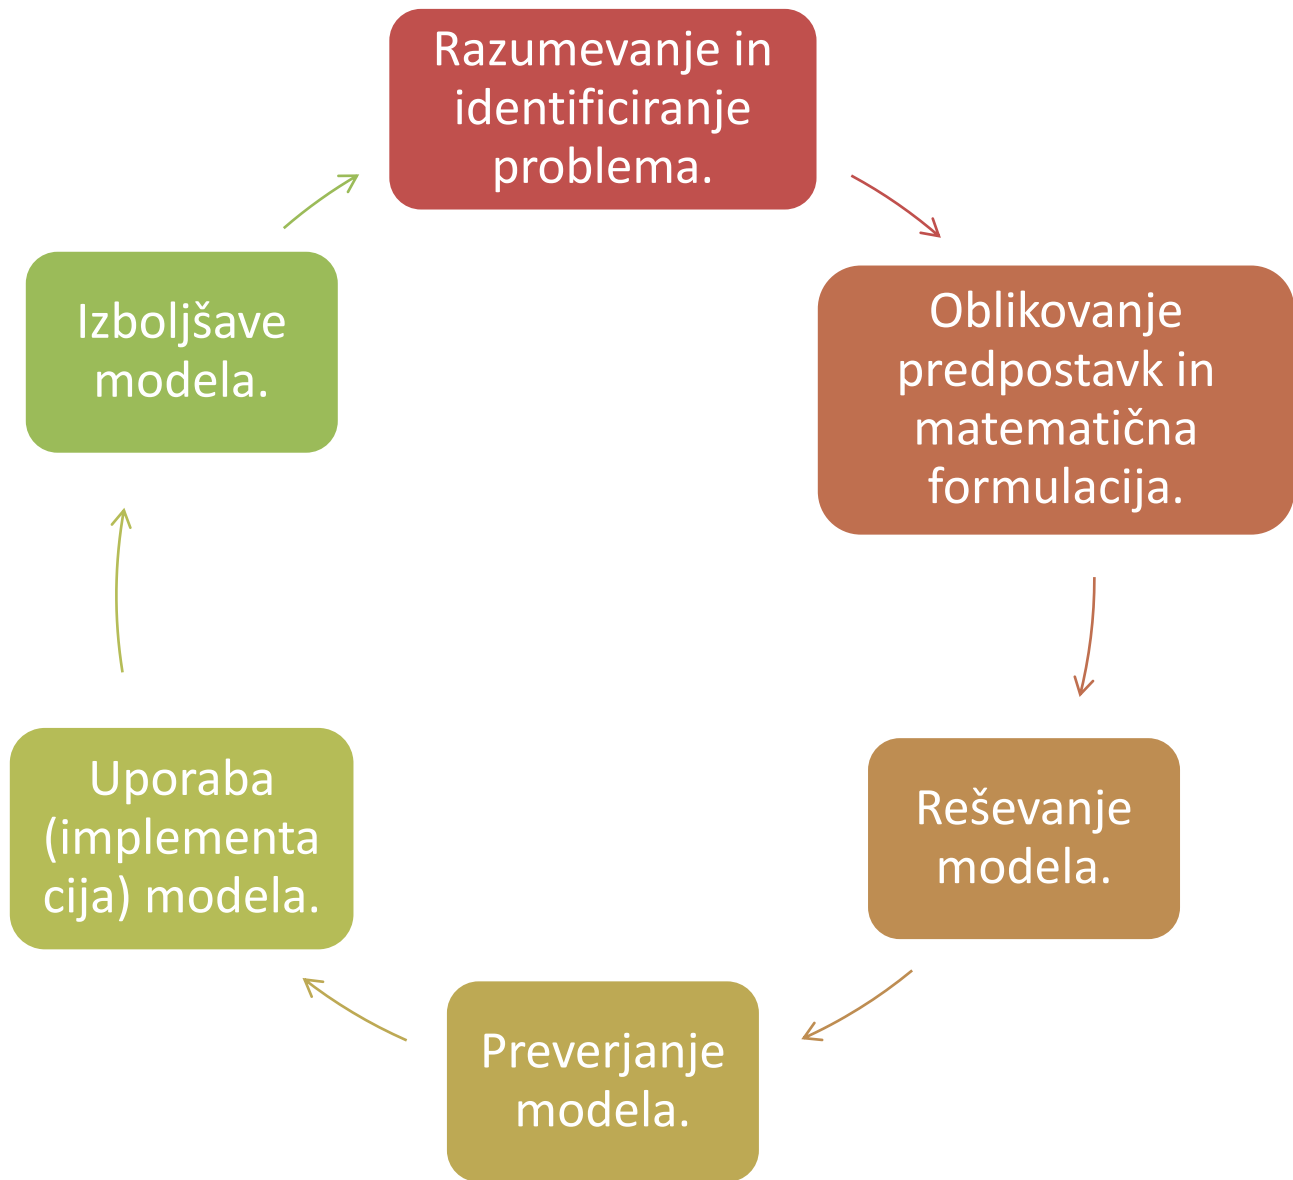 Razumevanje in
identificiranje
problema.
Oblikovanje
predpostavk in
matematična
formulacija.
Reševanje
modela.
Preverjanje
modela.
Uporaba
(implementa
cija) modela.
Izboljšave
modela.